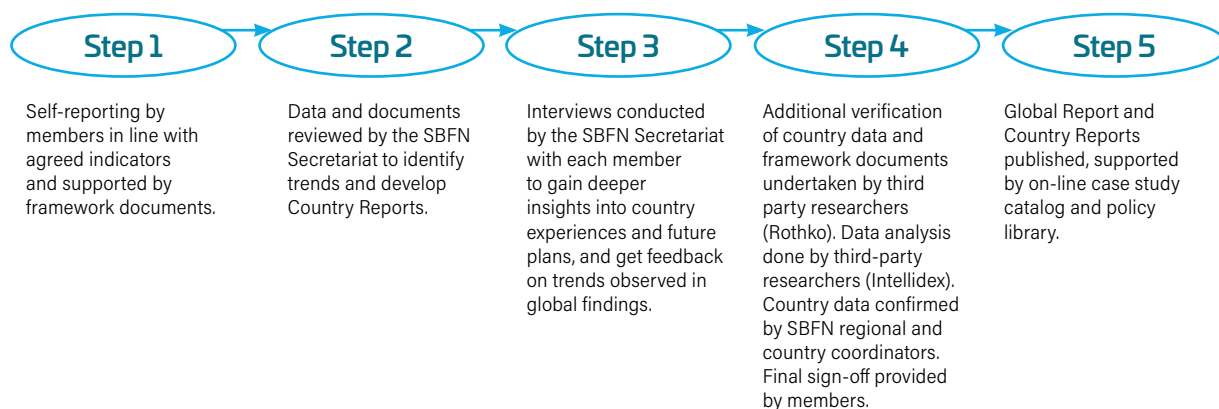 Step 1
Step 2
Step 3
Step 4
Step 5
Self-reporting by
members in line with
agreed indicators
and supported by
framework documents.
Data and documents
reviewed by the SBFN
Secretariat to identify
trends and develop
Country Reports.
Interviews conducted
by the SBFN Secretariat
with each member
to gain deeper
insights into country
experiences and future
plans, and get feedback
on trends observed in
global findings.
Additional verification
of country data and
framework documents
undertaken by third
party researchers
(Rothko). Data analysis
done by third-party
researchers (Intellidex).
Country data confirmed
by SBFN regional and
country coordinators.
Final sign-off provided
by members.
Global Report and
Country Reports
published, supported
by on-line case study
catalog and policy
library.